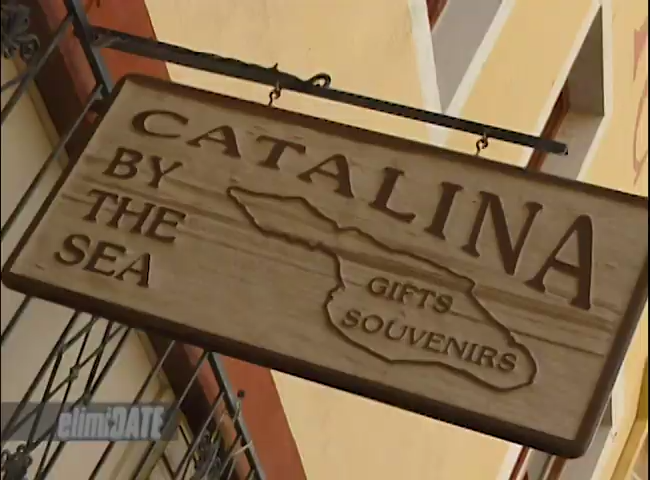 CATALINA
BY
THE
SEA
GIFTS
SOUVENIRS
elimiDATE